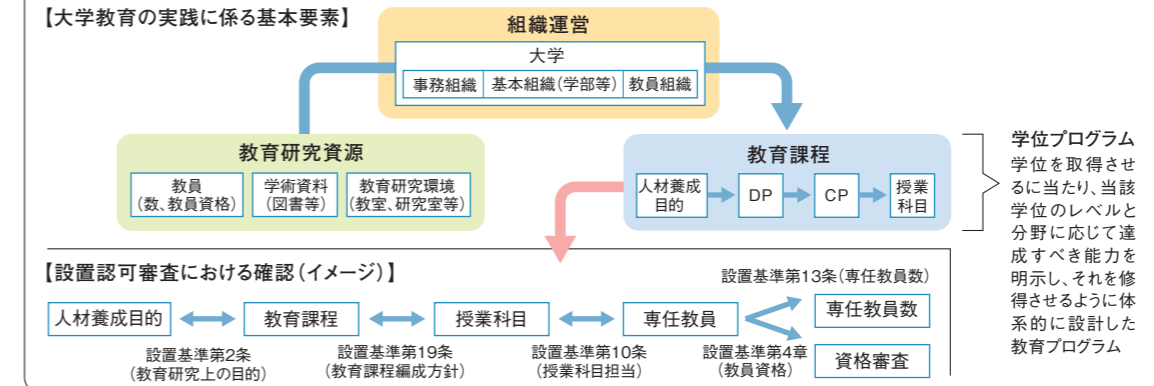 【大学教育の実践に係る基本要素】
組織運営
大学
事務組織 基本組織(学部等) 教員組織
教育研究資源
教員
(数、教員資格)
学術資料
(図書等)
教育研究環境
(教室、研究室等)
教育課程
人材養成
目的
DP
CP
授業
科目
学位プログラム
学位を取得させ
るに当たり、当該
学位のレベルと
分野に応じて達
成すべき能力を
明示し、それを修
得させるように体
系的に設計した
教育プログラム
【設置認可審査における確認(イメージ)】
人材養成目的
教育課程
授業科目
専任教員
設置基準第13条(専任教員数)
専任教員数
資格審査
設置基準第2条
(教育研究上の目的)
設置基準第19条
(教育課程編成方針)
設置基準第10条
(授業科目担当)
設置基準第4章
(教員資格)